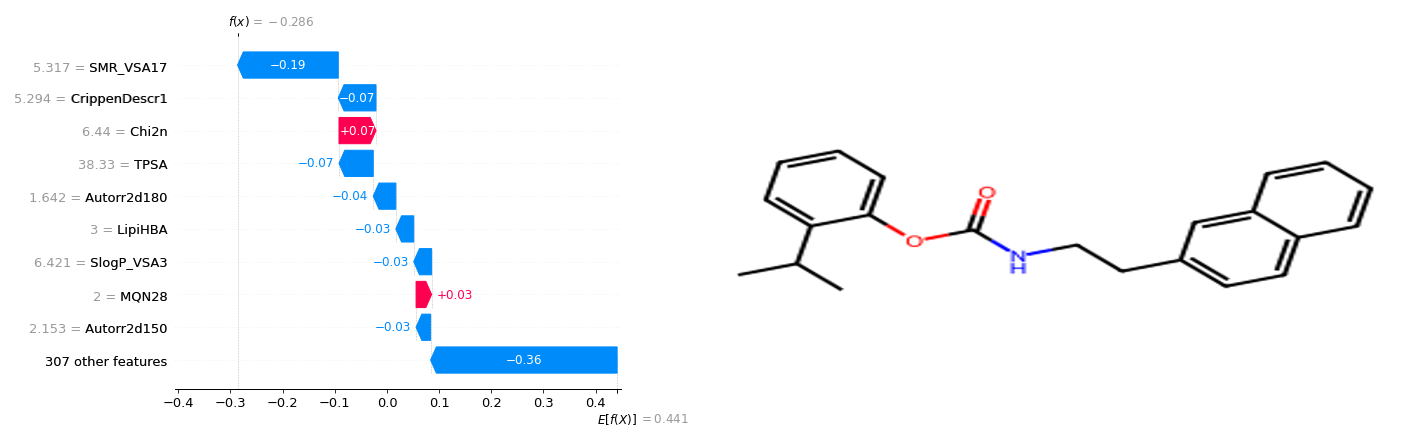 f(x) = −0.286
5.317 = SMR_VSA17
−0.19
5.294 = CrippenDescr1
−0.07
6.44 = Chi2n
+0.07
38.33 = TPSA
−0.07
1.642 = Autorr2d180
−0.04
3 = LipiHBA
−0.03
6.421 = SlogP_VSA3
−0.03
2 = MQN28
+0.03
2.153 = Autorr2d150
−0.03
307 other features
−0.36
−0.4 −0.3 −0.2 −0.1 0.0 0.1 0.2 0.3 0.4
E[f(X)] = 0.441
O
O
N
H